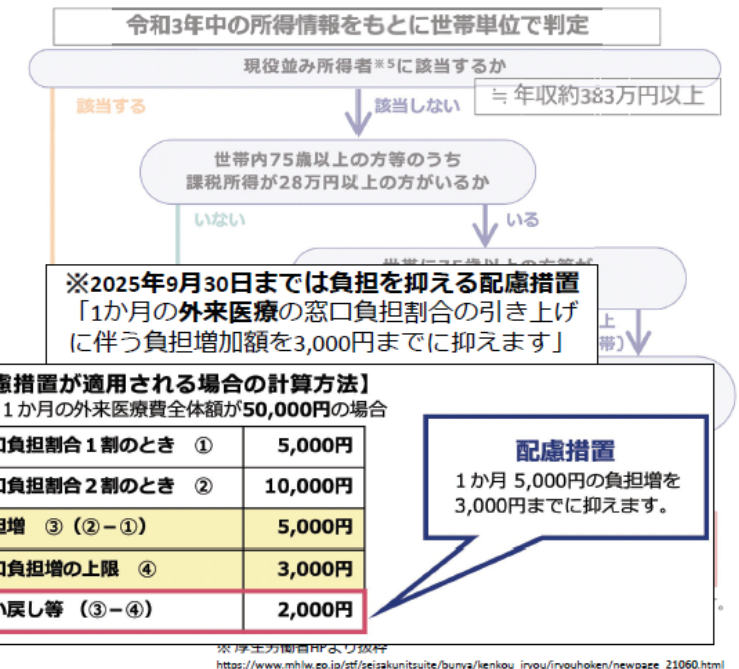 令和3年中の所得情報をもとに世帯単位で判定
現役並み所得者※5に該当するか
該当する
該当しない
≒ 年収約383万円以上
世帯内75歳以上の方等のうち
課税所得が28万円以上の方がいるか
いない
いる
※2025年9月30日までは負担を抑える配慮措置
「1か月の外来医療の窓口負担割合の引き上げ
に伴う負担増加額を3,000円までに抑えます」
上
帯)
慮措置が適用される場合の計算方法】
1か月の外来医療費全体額が50,000円の場合
口負担割合1割のとき ① 5,000円
口負担割合2割のとき ② 10,000円
担増 ③(②-①) 5,000円
口負担増の上限 ④ 3,000円
い戻し等 (③-④) 2,000円
配慮措置
1か月 5,000円の負担増を
3,000円までに抑えます。
※ 厚生労働省HPより抜粋
https://www.mhlw.go.jp/stf/seisakunitsuite/bunya/kenkou_iryou/iryouhoken/newpage_21060.html